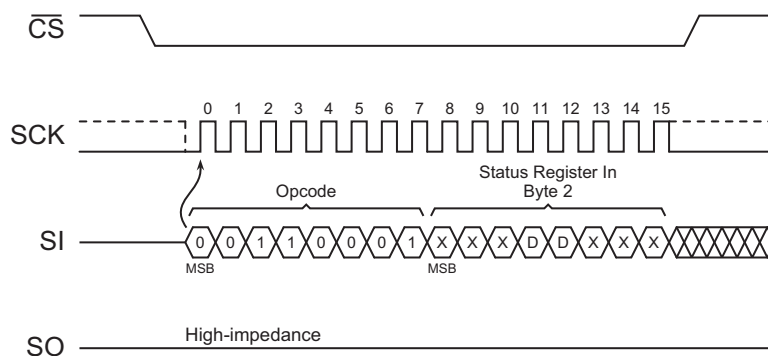 CS
0 1 2 3 4 5 6 7 8 9 10 11 12 13 14 15
SCK
Status Register In
Opcode Byte 2
SI 0 0 1 1 0 0 0 1 X X X D D X X X
MSB MSB
High-impedance
SO